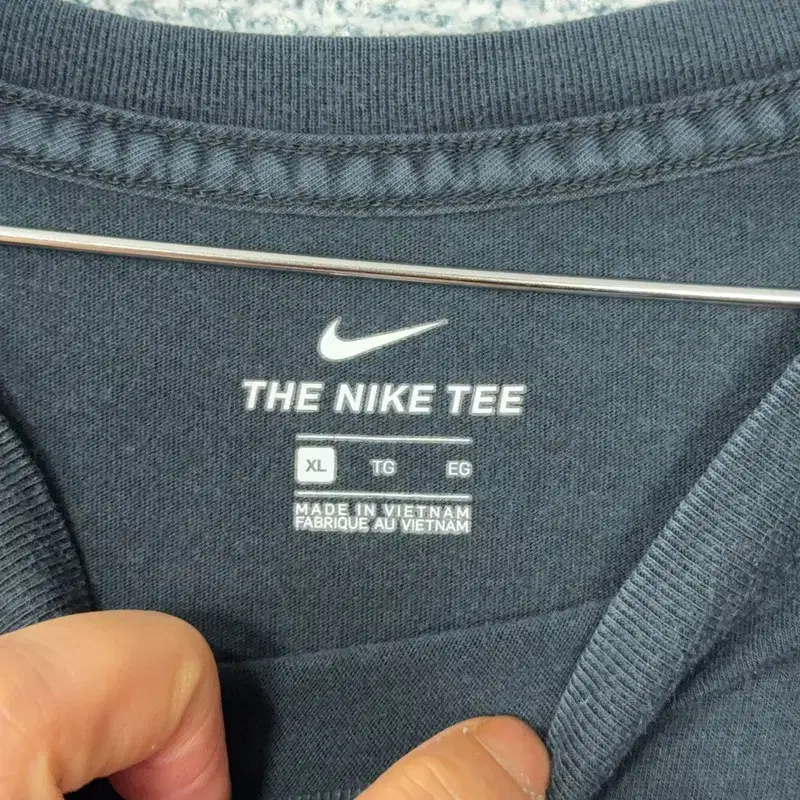 THE NIKE TEE
XL TG EG
MADE IN VIETNAM
FABRIQUE AU VIETNAM